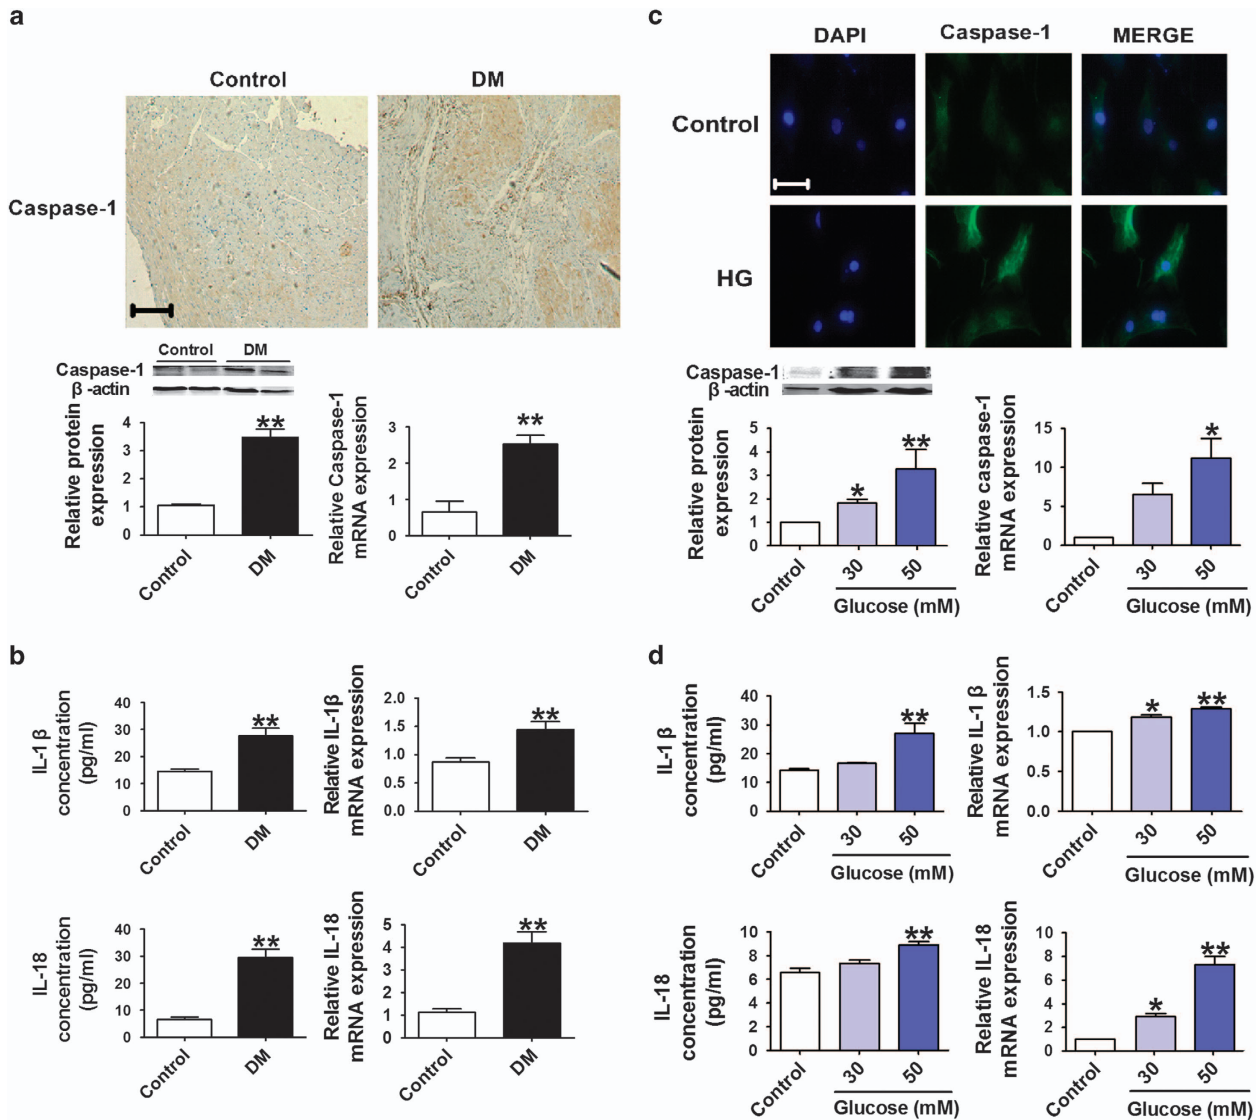 a
Control
DM
Caspase-1
Control
DM
Caspase-1
β -actin
Relative protein
expression
4
3
2
1
0
**
Control
DM
Relative Caspase-1
mRNA expression
3
2
1
0
**
Control
DM
b
IL-1 β
concentration
(pg/ml)
40
30
20
10
0
**
Control
DM
Relative IL-1β
mRNA expression
2.0
1.5
1.0
0.5
0.0
**
Control
DM
IL-18
concentration
(pg/ml)
40
30
20
10
0
**
Control
DM
Relative IL-18
mRNA expression
5
4
3
2
1
0
**
Control
DM
c
DAPI
Caspase-1
MERGE
Control
HG
Caspase-1
β -actin
Relative protein
expression
5
4
3
2
1
0
*
**
Control
30
50
Glucose (mM)
Relative caspase-1
mRNA expression
15
10
5
0
*
Control
30
50
Glucose (mM)
d
IL-1 β
concentration
(pg/ml)
40
30
20
10
0
**
Control
30
50
Glucose (mM)
Relative IL-1 β
mRNA expression
1.5
1.0
0.5
0.0
*
**
Control
30
50
Glucose (mM)
IL-18
concentration
(pg/ml)
10
8
6
4
2
0
**
Control
30
50
Glucose (mM)
Relative IL-18
mRNA expression
10
8
6
4
2
0
*
**
Control
30
50
Glucose (mM)